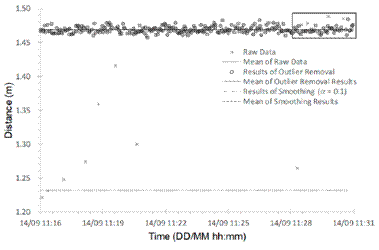 1.50
1.45
1.40
1.35
1.30
1.25
1.20
Distance (m)
Raw Data
Mean of Raw Data
Results of Outlier Removal
Mean of Outlier Removal Results
Results of Smoothing (α = 0.1)
Mean of Smoothing Results
14/09 11:16
14/09 11:19
14/09 11:22
14/09 11:25
14/09 11:28
14/09 11:31
Time (DD/MM hh:mm)